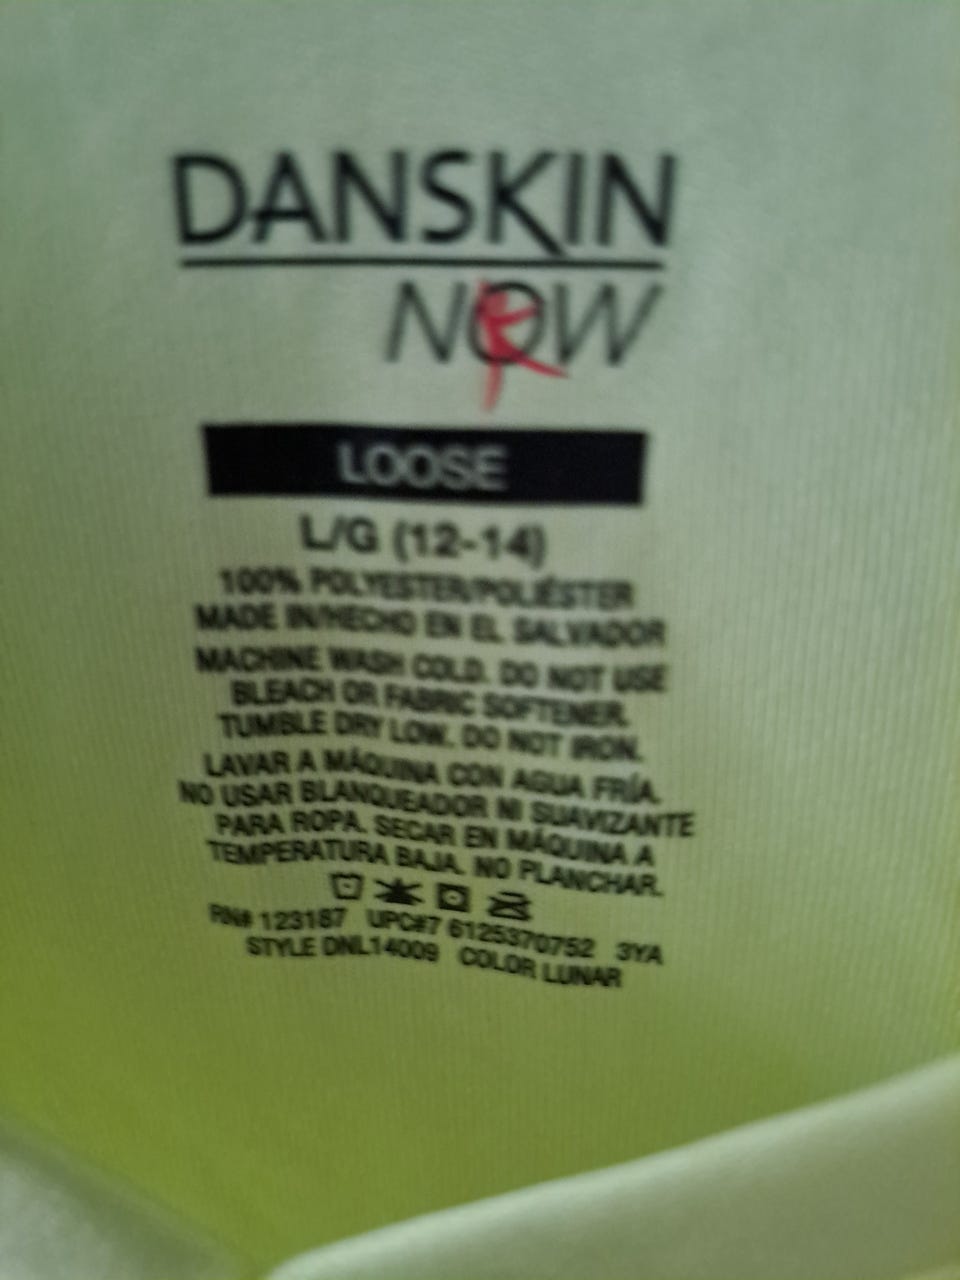 DANSKIN
NOW
LOOSE
L/G (12-14)
100% POLYESTER/POLIÉSTER
MADE IN/HECHO EN EL SALVADOR
MACHINE WASH COLD. DO NOT USE
BLEACH OR FABRIC SOFTENER.
TUMBLE DRY LOW. DO NOT IRON.
LAVAR A MÁQUINA CON AGUA FRÍA.
NO USAR BLANQUEADOR NI SUAVIZANTE
PARA ROPA. SECAR EN MÁQUINA A
TEMPERATURA BAJA. NO PLANCHAR.
RN# 123187 UPC#7 6125370752 3YA
STYLE DNL14009 COLOR LUNAR